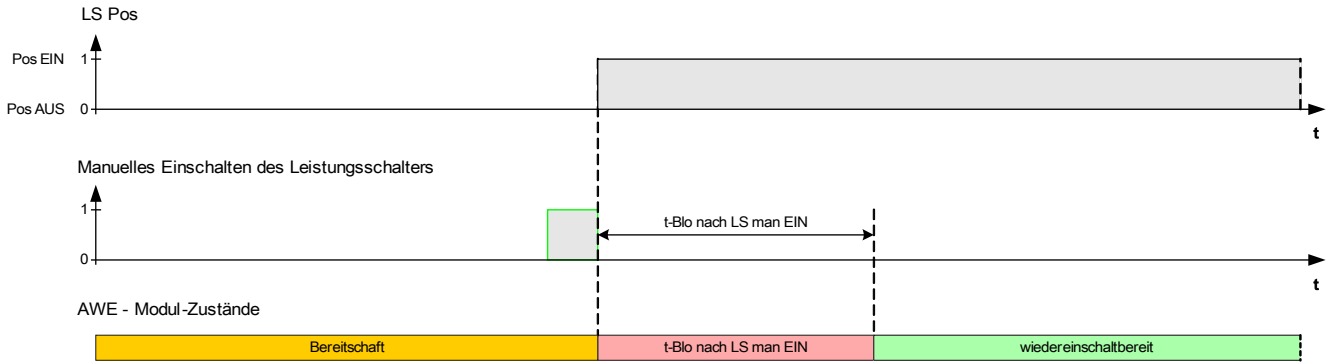 LS Pos
Pos EIN 1
Pos AUS 0
t
Manuelles Einschalten des Leistungsschalters
1
t-Blo nach LS man EIN
0
t
AWE - Modul-Zustände
Bereitschaft t-Blo nach LS man EIN wiedereinschaltbereit